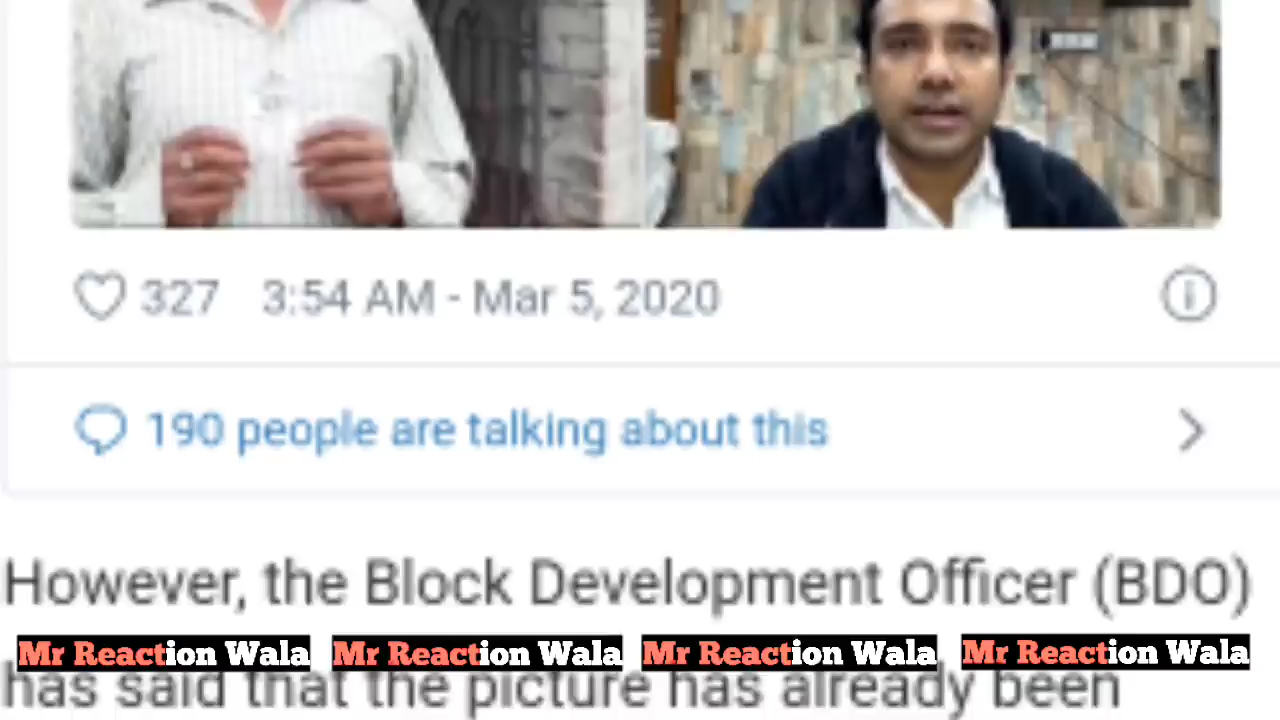 327 3:54 AM - Mar 5, 2020
190 people are talking about this
However, the Block Development Officer (BDO)
Mr Reaction Wala Mr Reaction Wala Mr Reaction Wala Mr Reaction Wala
has said that the picture has already been